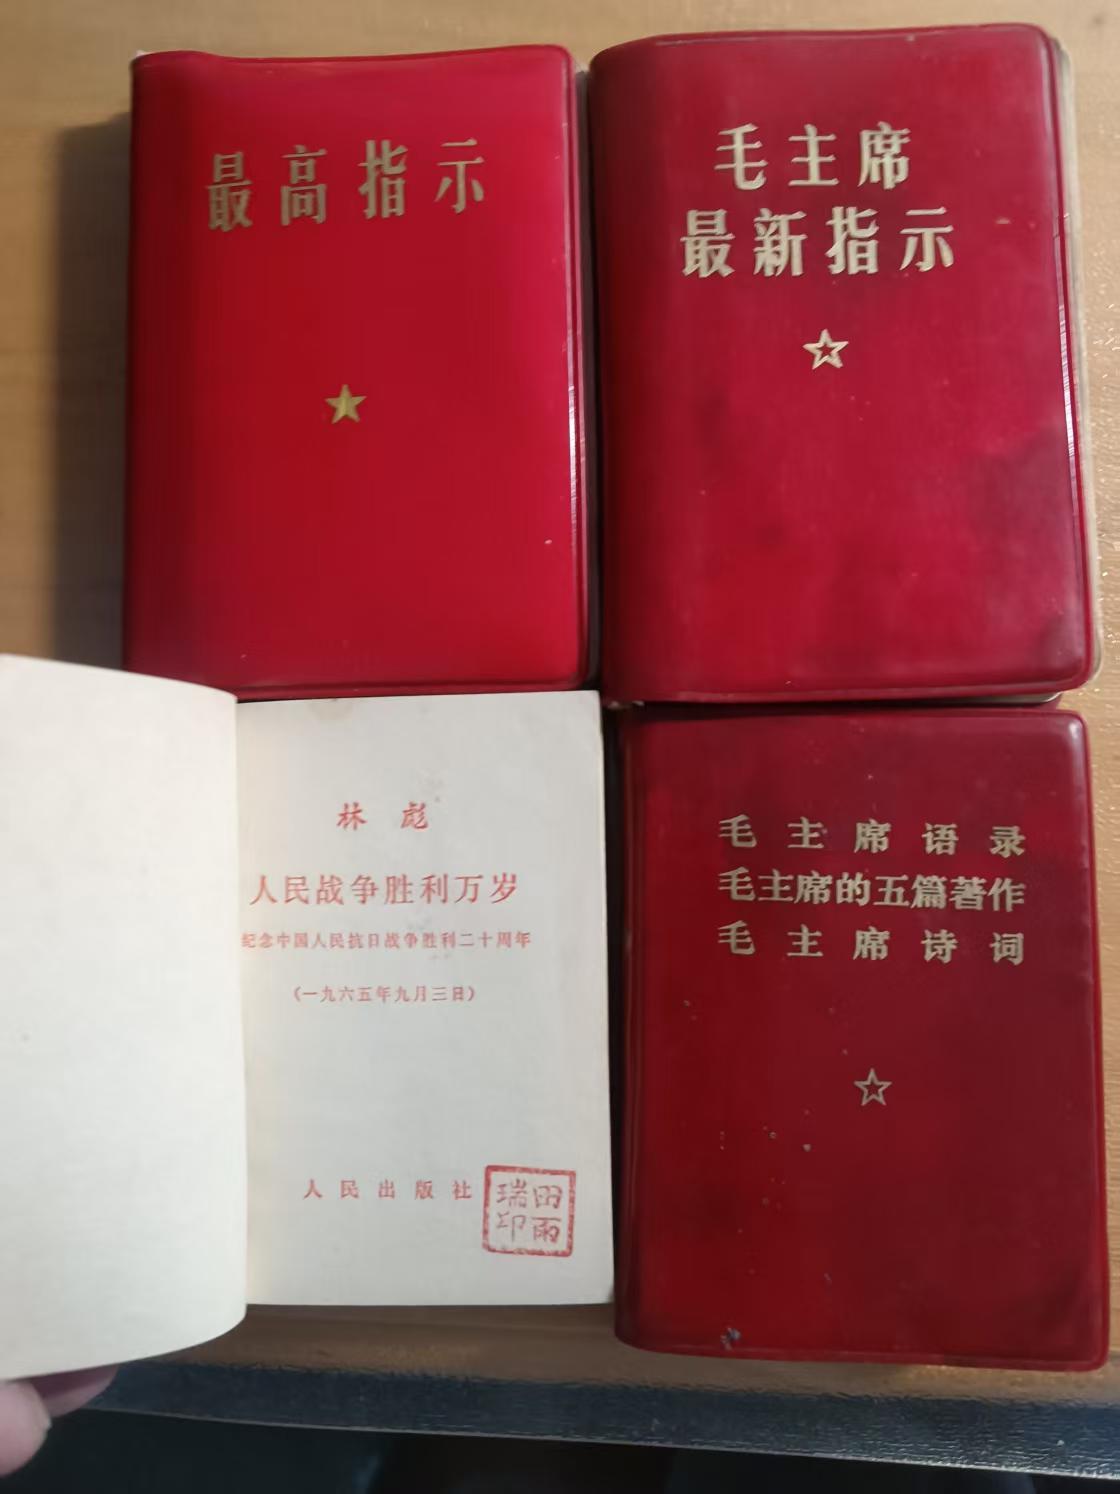 最高指示
毛主席
最新指示
林彪
人民战争胜利万岁
纪念中国人民抗日战争胜利二十周年
（一九六五年九月三日）
人民出版社
田雨
瑞印
毛主席语录
毛主席的五篇著作
毛主席诗词